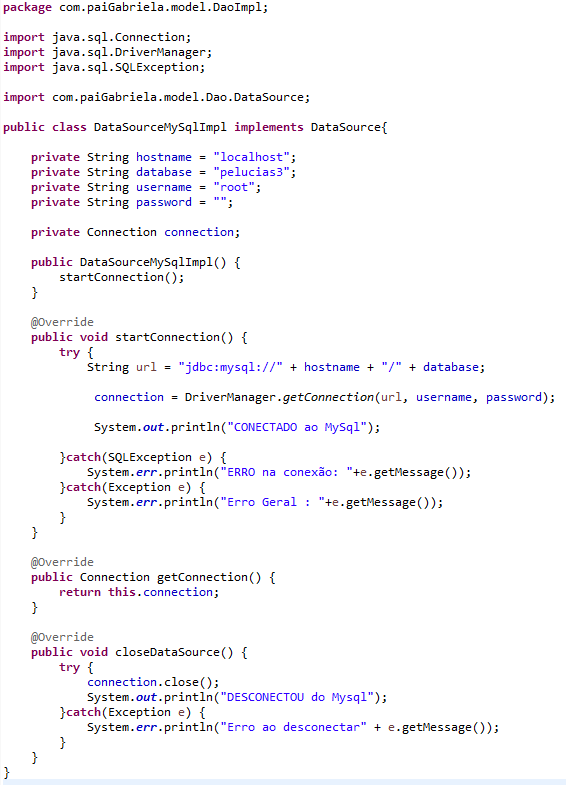 package com.paiGabriela.model.DaoImpl;
import java.sql.Connection;
import java.sql.DriverManager;
import java.sql.SQLException;
import com.paiGabriela.model.Dao.DataSource;
public class DataSourceMySqlImpl implements DataSource{
private String hostname = "localhost";
private String database = "pelucias3";
private String username = "root";
private String password = "";
private Connection connection;
public DataSourceMySqlImpl() {
startConnection();
}
@Override
public void startConnection() {
try {
String url = "jdbc:mysql://" + hostname + "/" + database;
connection = DriverManager.getConnection(url, username, password);
System.out.println("CONECTADO ao MySql");
}catch(SQLException e) {
System.err.println("ERRO na conexão: "+e.getMessage());
}catch(Exception e) {
System.err.println("Erro Geral : "+e.getMessage());
}
}
@Override
public Connection getConnection() {
return this.connection;
}
@Override
public void closeDataSource() {
try {
connection.close();
System.out.println("DESCONECTOU do Mysql");
}catch(Exception e) {
System.err.println("Erro ao desconectar" + e.getMessage());
}
}
}